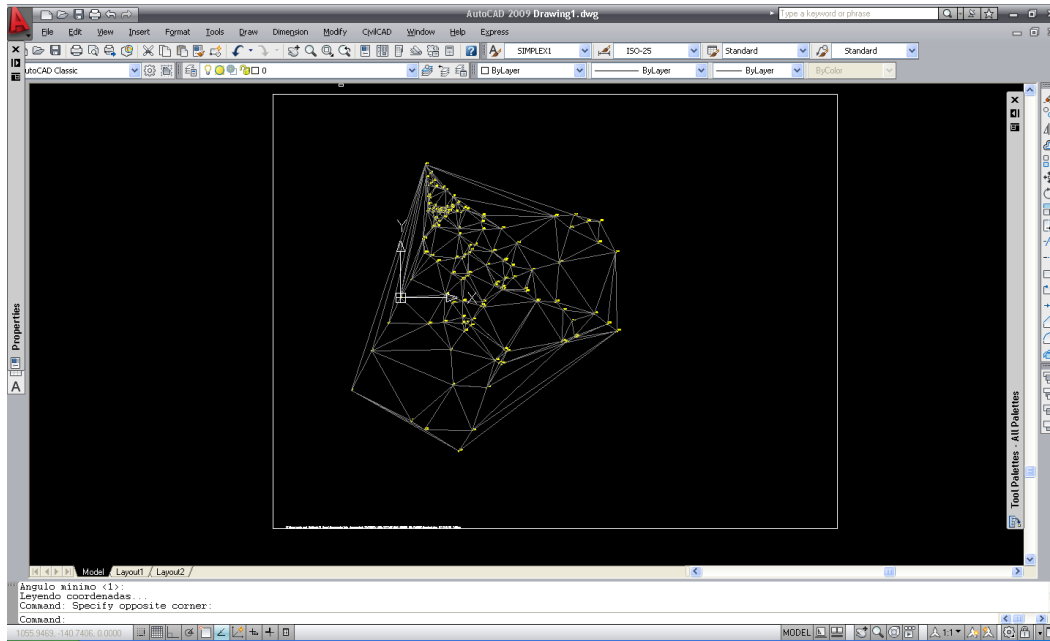 AutoCAD 2009 Drawing1.dwg
Type a keyword or phrase
File Edit View Insert Format Tools Draw Dimension Modify CivilCAD Window Help Express
SIMPLEX1 ISO-25 Standard Standard
utoCAD Classic 0 ByLayer ByLayer ByLayer ByColor
Y
X
Properties
A
Tool Palettes - All Palettes
Model Layout1 Layout2
Angulo mínimo <1>:
Leyendo coordenadas...
Command: Specify opposite corner:
Command:
1055.9469, -140.7406, 0.0000 MODEL 1:1